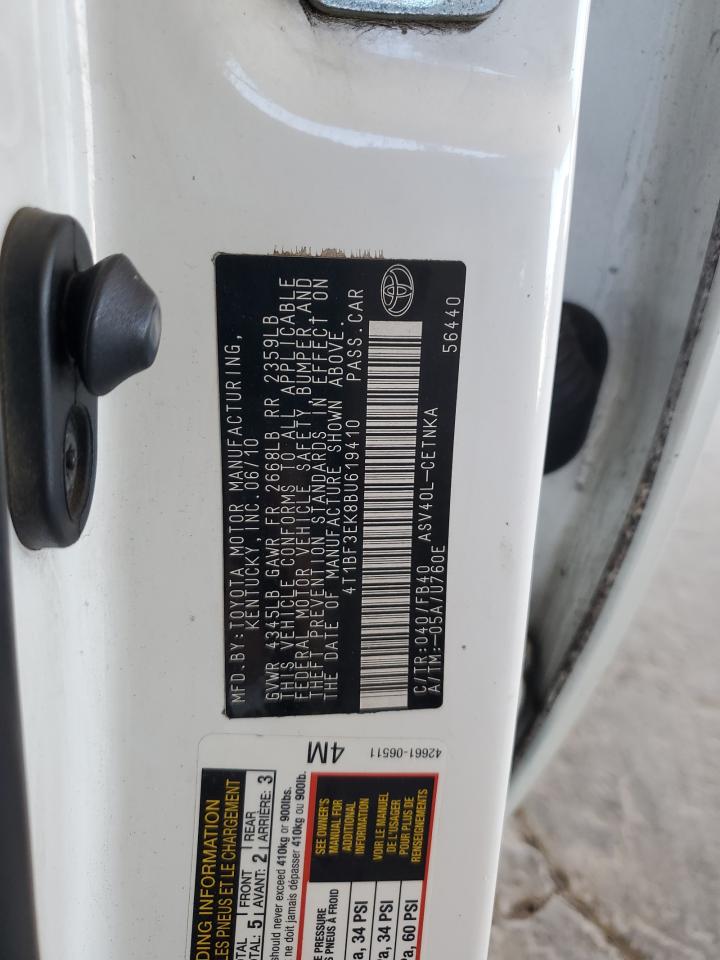 MFD.BY:TOYOTA MOTOR MANUFACTURING,
KENTUCKY, INC. 06/10
GVWR 4345LB GAWR FR 2668LB RR 2359LB
THIS VEHICLE CONFORMS TO ALL APPLICABLE
FEDERAL MOTOR VEHICLE SAFETY, BUMPER AND
THEFT PREVENTION STANDARDS IN EFFECT ON
THE DATE OF MANUFACTURE SHOWN ABOVE.
4T1BF3EK8BU619410 PASS.CAR
C/TR:040/FB40 ASV40L-CETNKA
A/TM:-05A/U760E 56440
DING INFORMATION
LES PNEUS ET LE CHARGEMENT
OTAL FRONT REAR
OTAL: 5 AVANT: 2 ARRIÈRE: 3
should never exceed 410kg or 900lbs.
ne doit jamais dépasser 410kg ou 900lb.
4M
42661-06511
E PRESSURE
S PNEUS À FROID
a, 34 PSI
a, 34 PSI
a, 60 PSI
SEE OWNER'S
MANUAL FOR
ADDITIONAL
INFORMATION
VOIR LE MANUEL
DE L'USAGER
POUR PLUS DE
RENSEIGNEMENTS